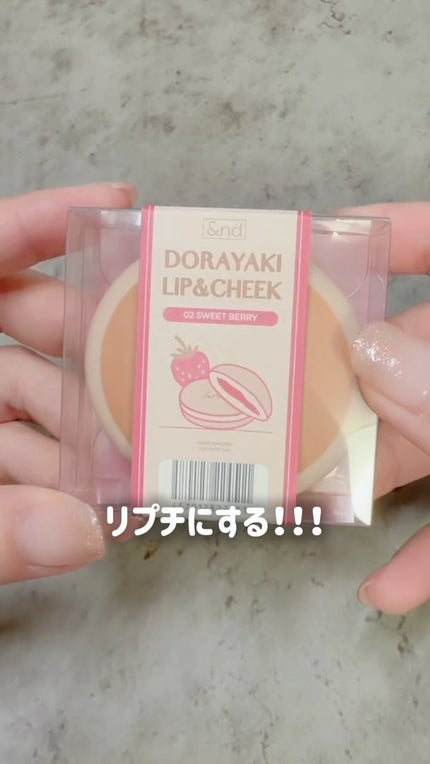 &nd
DORAYAKI
LIP&CHEEK
02 SWEET BERRY
リプチにする!!!